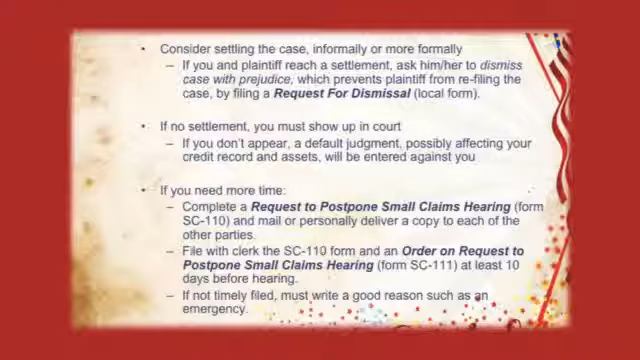 • Consider settling the case, informally or more formally
– If you and plaintiff reach a settlement, ask him/her to dismiss
case with prejudice, which prevents plaintiff from re-filing the
case, by filing a Request For Dismissal (local form).
• If no settlement, you must show up in court
– If you don't appear, a default judgment, possibly affecting your
credit record and assets, will be entered against you
• If you need more time:
– Complete a Request to Postpone Small Claims Hearing (form
SC-110) and mail or personally deliver a copy to each of the
other parties.
– File with clerk the SC-110 form and an Order on Request to
Postpone Small Claims Hearing (form SC-111) at least 10
days before hearing.
– If not timely filed, must write a good reason such as an
emergency.